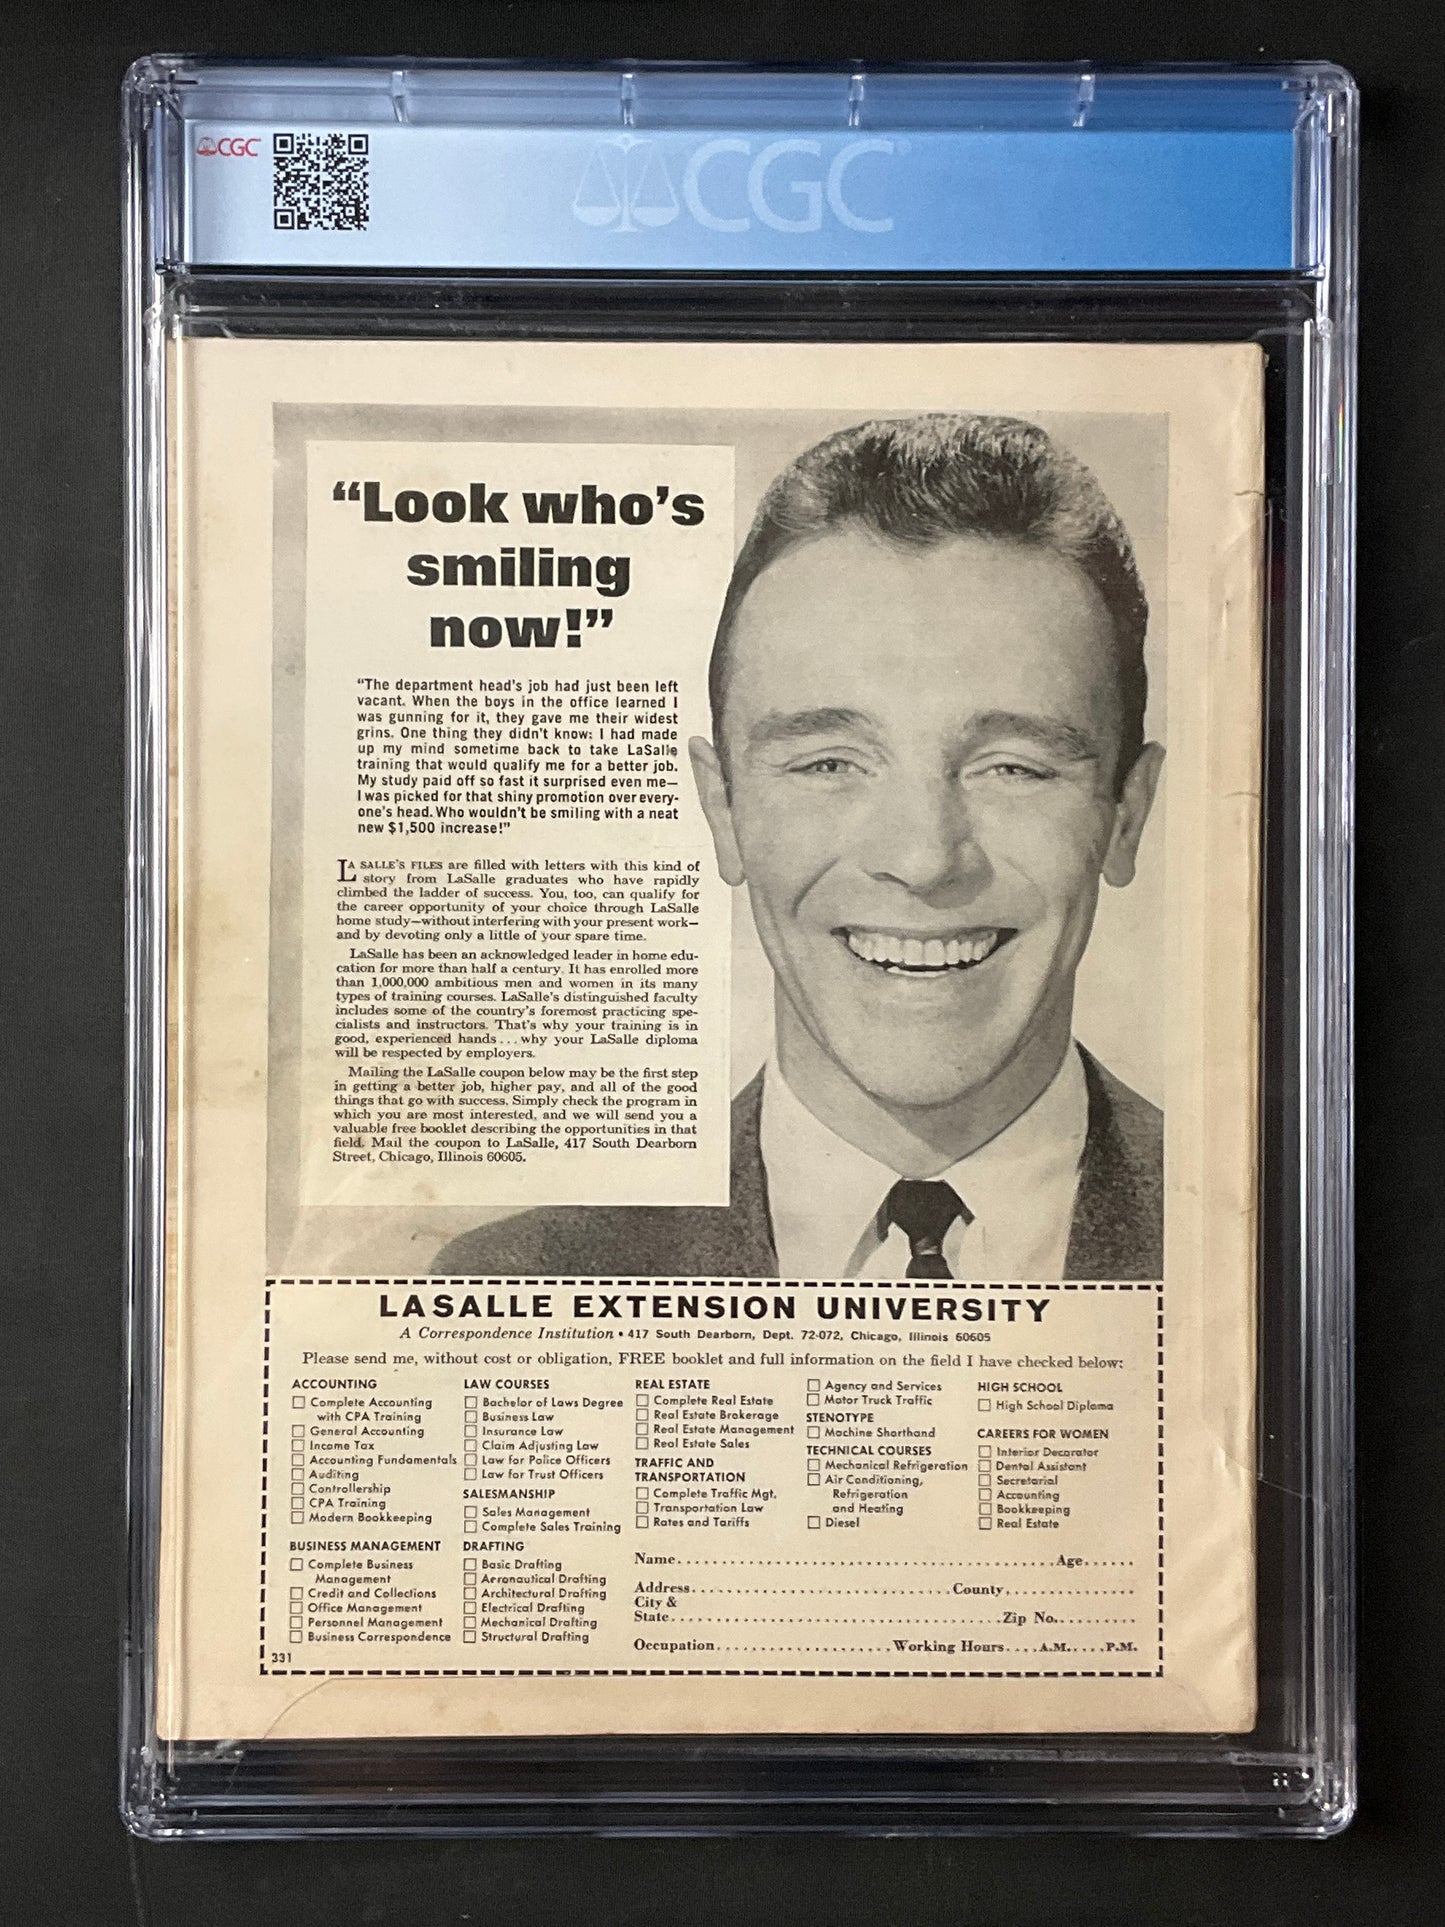 CGC
CGC
“Look who’s
smiling
now!”
“The department head’s job had just been left
vacant. When the boys in the office learned I
was gunning for it, they gave me their widest
grins. One thing they didn’t know: I had made
up my mind sometime back to take LaSalle
training that would qualify me for a better job.
My study paid off so fast it surprised even me—
I was picked for that shiny promotion over every-
one’s head. Who wouldn’t be smiling with a neat
new $1,500 increase!”
LA SALLE’S FILES are filled with letters with this kind of
story from LaSalle graduates who have rapidly
climbed the ladder of success. You, too, can qualify for
the career opportunity of your choice through LaSalle
home study—without interfering with your present work—
and by devoting only a little of your spare time.
LaSalle has been an acknowledged leader in home edu-
cation for more than half a century. It has enrolled more
than 1,000,000 ambitious men and women in its many
types of training courses. LaSalle’s distinguished faculty
includes some of the country’s foremost practicing spe-
cialists and instructors. That’s why your training is in
good, experienced hands...why your LaSalle diploma
will be respected by employers.
Mailing the LaSalle coupon below may be the first step
in getting a better job, higher pay, and all of the good
things that go with success. Simply check the program in
which you are most interested, and we will send you a
valuable free booklet describing the opportunities in that
field. Mail the coupon to LaSalle, 417 South Dearborn
Street, Chicago, Illinois 60605.
LASALLE EXTENSION UNIVERSITY
A Correspondence Institution • 417 South Dearborn, Dept. 72-072, Chicago, Illinois 60605
Please send me, without cost or obligation, FREE booklet and full information on the field I have checked below:
ACCOUNTING
Complete Accounting
with CPA Training
General Accounting
Income Tax
Accounting Fundamentals
Auditing
Controllership
CPA Training
Modern Bookkeeping
BUSINESS MANAGEMENT
Complete Business
Management
Credit and Collections
Office Management
Personnel Management
Business Correspondence
331
LAW COURSES
Bachelor of Laws Degree
Business Law
Insurance Law
Claim Adjusting Law
Law for Police Officers
Law for Trust Officers
SALESMANSHIP
Sales Management
Complete Sales Training
DRAFTING
Basic Drafting
Aeronautical Drafting
Architectural Drafting
Electrical Drafting
Mechanical Drafting
Structural Drafting
REAL ESTATE
Complete Real Estate
Real Estate Brokerage
Real Estate Management
Real Estate Sales
TRAFFIC AND
TRANSPORTATION
Complete Traffic Mgt.
Transportation Law
Rates and Tariffs
Agency and Services
Motor Truck Traffic
STENOTYPE
Machine Shorthand
TECHNICAL COURSES
Mechanical Refrigeration
Air Conditioning,
Refrigeration
and Heating
Diesel
HIGH SCHOOL
High School Diploma
CAREERS FOR WOMEN
Interior Decorator
Dental Assistant
Secretarial
Accounting
Bookkeeping
Real Estate
Name..........Age......
Address..........County..........
City &
State..........Zip No..........
Occupation..........Working Hours....A.M.....P.M.